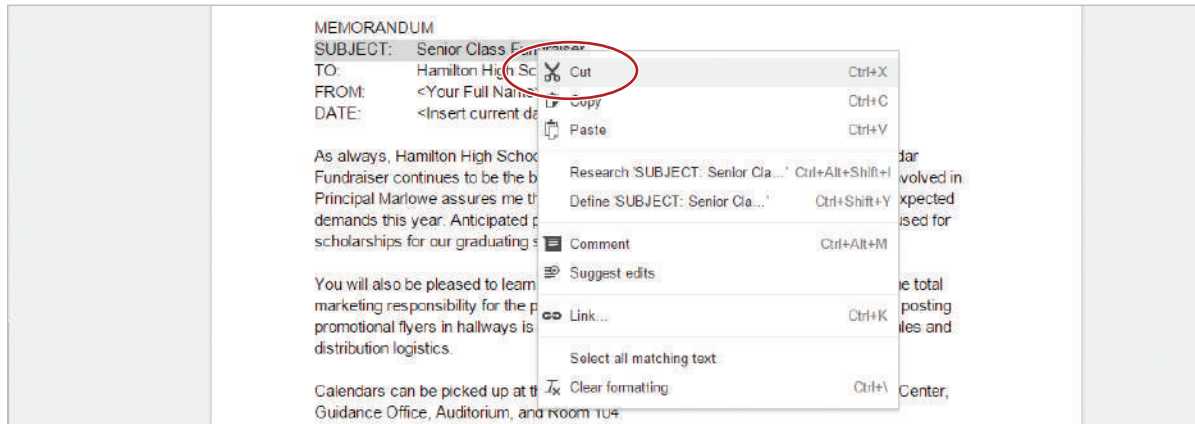 MEMORANDUM
SUBJECT: Senior Class Fundraiser
TO: Hamilton High Sc
FROM: <Your Full Name
DATE: <Insert current da
As always, Hamilton High Schoo dar
Fundraiser continues to be the b volved in
Principal Marlowe assures me th xpected
demands this year. Anticipated p used for
scholarships for our graduating s
You will also be pleased to learn e total
marketing responsibility for the p posting
promotional flyers in hallways is les and
distribution logistics.
Calendars can be picked up at th Center,
Guidance Office, Auditorium, and Room 104.
Cut Ctrl+X
Copy Ctrl+C
Paste Ctrl+V
Research 'SUBJECT: Senior Cla...' Ctrl+Alt+Shift+I
Define 'SUBJECT: Senior Cla...' Ctrl+Shift+Y
Comment Ctrl+Alt+M
Suggest edits
Link... Ctrl+K
Select all matching text
Clear formatting Ctrl+\